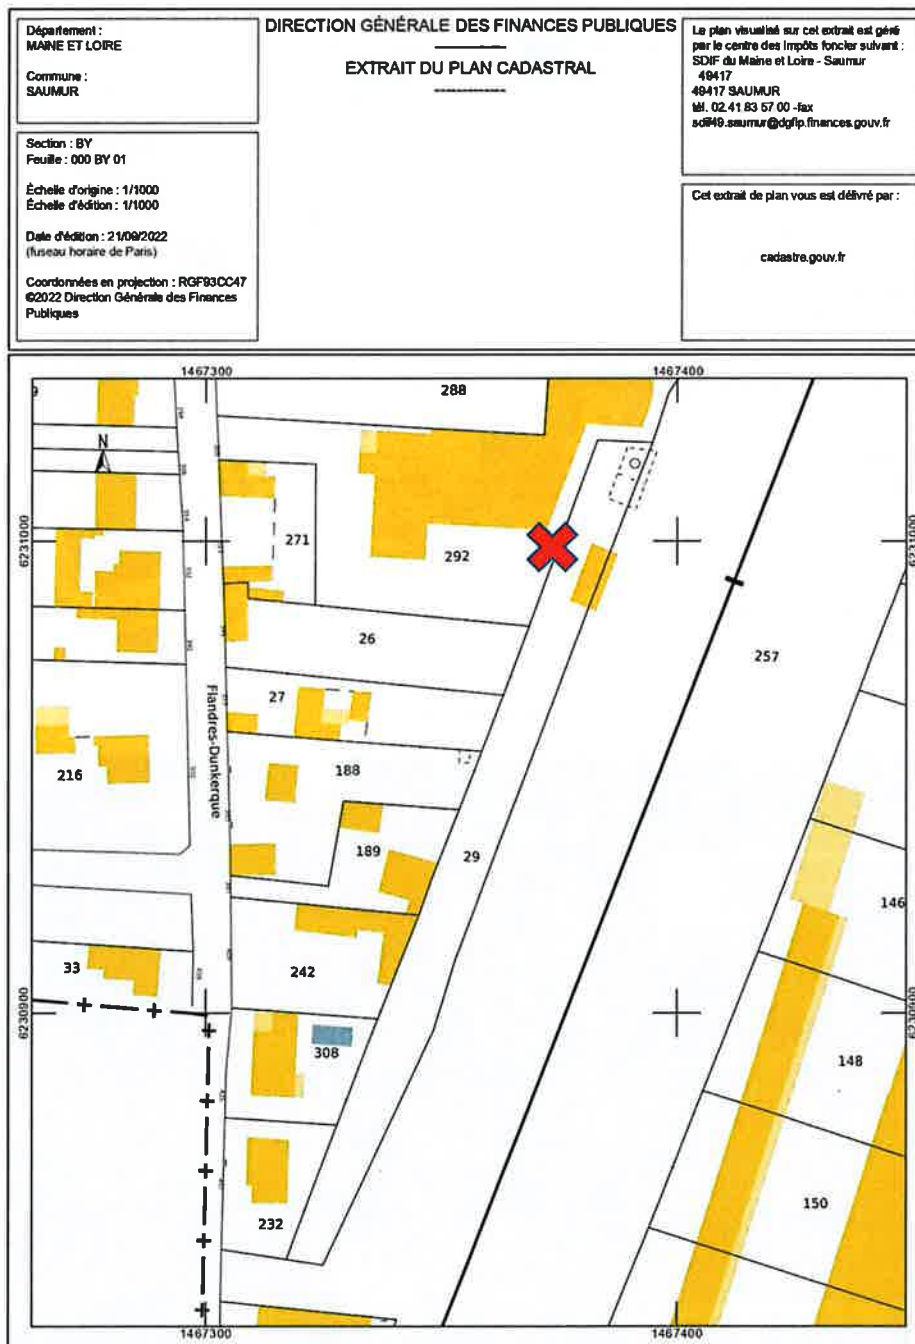 Département :
MAINE ET LOIRE
Commune :
SAUMUR
Section : BY
Feuille : 000 BY 01
Échelle d'origine : 1/1000
Échelle d'édition : 1/1000
Date d'édition : 21/09/2022
(fuseau horaire de Paris)
Coordonnées en projection : RGF93CC47
©2022 Direction Générale des Finances
Publiques
DIRECTION GÉNÉRALE DES FINANCES PUBLIQUES
EXTRAIT DU PLAN CADASTRAL
Le plan visualisé sur cet extrait est géré
par le centre des impôts foncier suivant :
SDIF du Maine et Loire - Saumur
49417
49417 SAUMUR
tél. 02.41 83 57 00 -fax
sdif49.saumur@dgfip.finances.gouv.fr
Cet extrait de plan vous est délivré par :
cadastre.gouv.fr
1467300
1467400
288
9
N
6231000
6231000
271
292
26
257
27
Flandres-Dunkerque
216
188
189
29
146
242
33
6230900
6230900
308
148
150
232
1467300
1467400